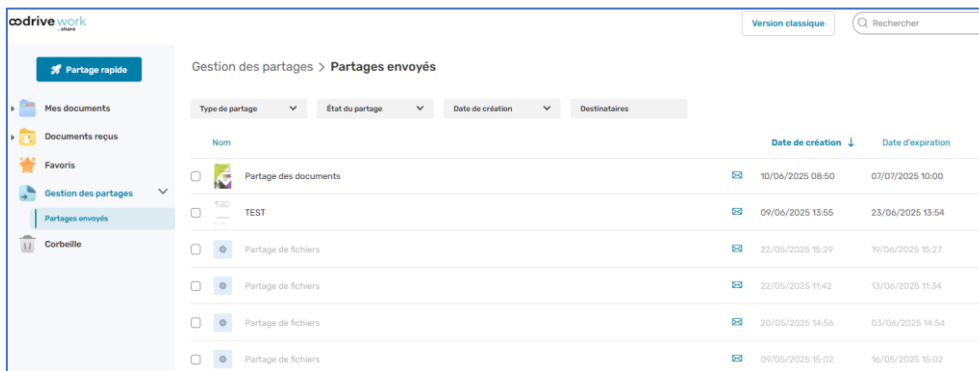 oodrive work
_share
Version classique
Rechercher
Partage rapide
Gestion des partages > Partages envoyés
Mes documents
Type de partage État du partage Date de création Destinataires
Documents reçus
Nom Date de création ↓ Date d'expiration
Favoris
Partage des documents 10/06/2025 08:50 07/07/2025 10:00
Gestion des partages
TEST 09/06/2025 13:55 23/06/2025 13:54
Partages envoyés
Corbeille
Partage de fichiers 22/05/2025 15:29 19/06/2025 15:27
Partage de fichiers 22/05/2025 11:42 13/06/2025 11:34
Partage de fichiers 20/05/2025 14:56 03/06/2025 14:54
Partage de fichiers 09/05/2025 15:02 16/05/2025 15:02